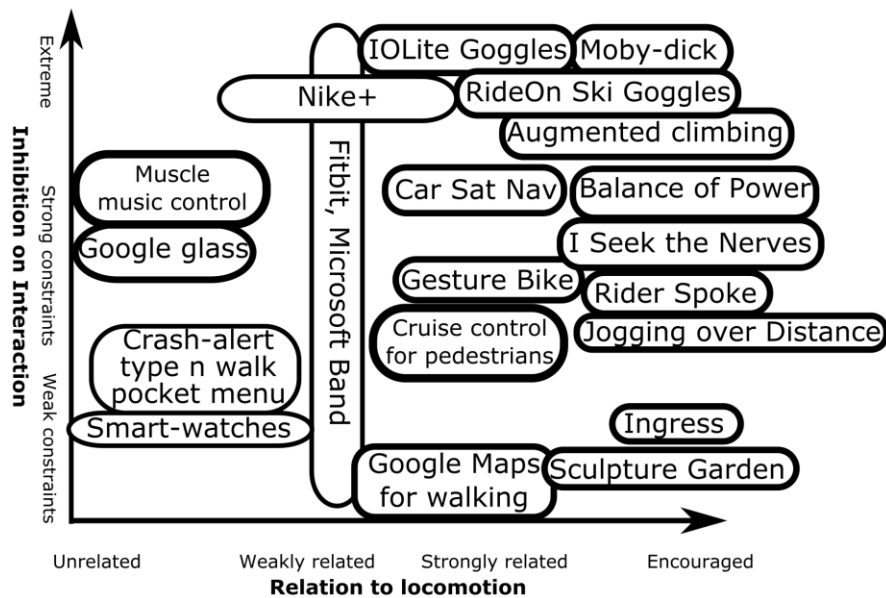 Extreme
Strong constraints
Weak constraints
Inhibition on Interaction
IOLite Goggles
Moby-dick
Nike+
RideOn Ski Goggles
Augmented climbing
Muscle
music control
Fitbit, Microsoft Band
Car Sat Nav
Balance of Power
Google glass
I Seek the Nerves
Gesture Bike
Rider Spoke
Crash-alert
type n walk
pocket menu
Cruise control
for pedestrians
Jogging over Distance
Smart-watches
Ingress
Google Maps
for walking
Sculpture Garden
Unrelated
Weakly related
Strongly related
Encouraged
Relation to locomotion